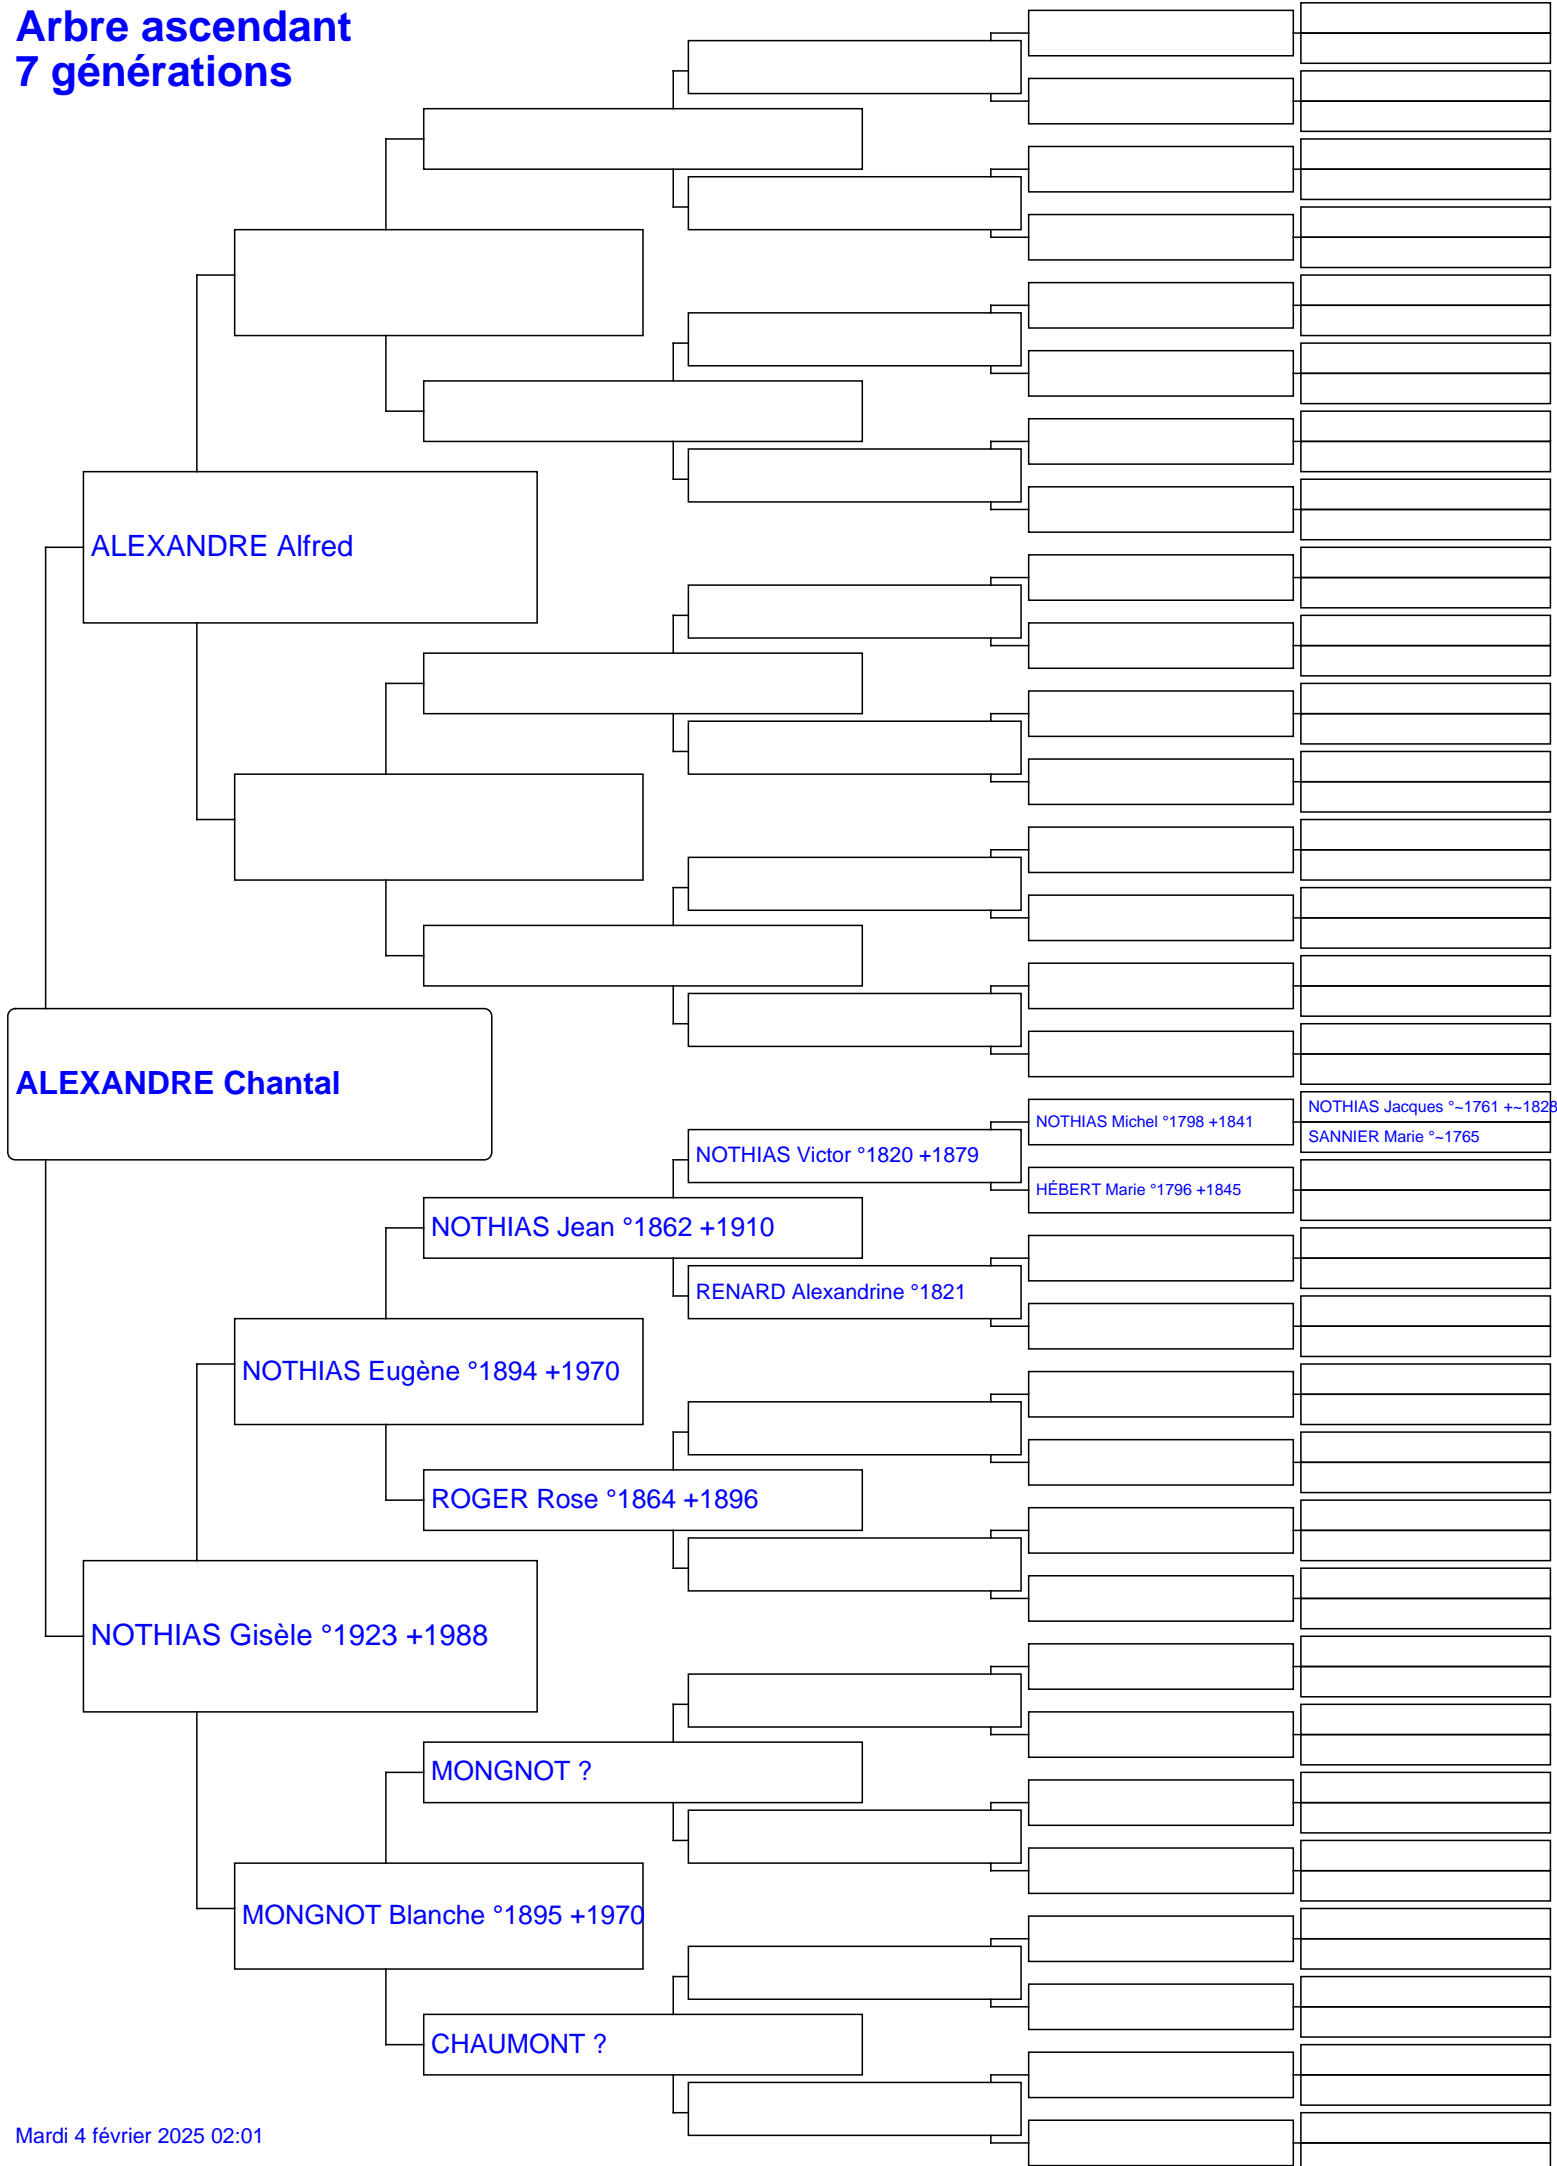 Arbre ascendant
7 générations
ALEXANDRE Alfred
ALEXANDRE Chantal
NOTHIAS Jacques °~1761 +~1828
NOTHIAS Michel °1798 +1841
SANNIER Marie °~1765
NOTHIAS Victor °1820 +1879
HÉBERT Marie °1796 +1845
NOTHIAS Jean °1862 +1910
RENARD Alexandrine °1821
NOTHIAS Eugène °1894 +1970
ROGER Rose °1864 +1896
NOTHIAS Gisèle °1923 +1988
MONGNOT ?
MONGNOT Blanche °1895 +1970
CHAUMONT ?
Mardi 4 février 2025 02:01